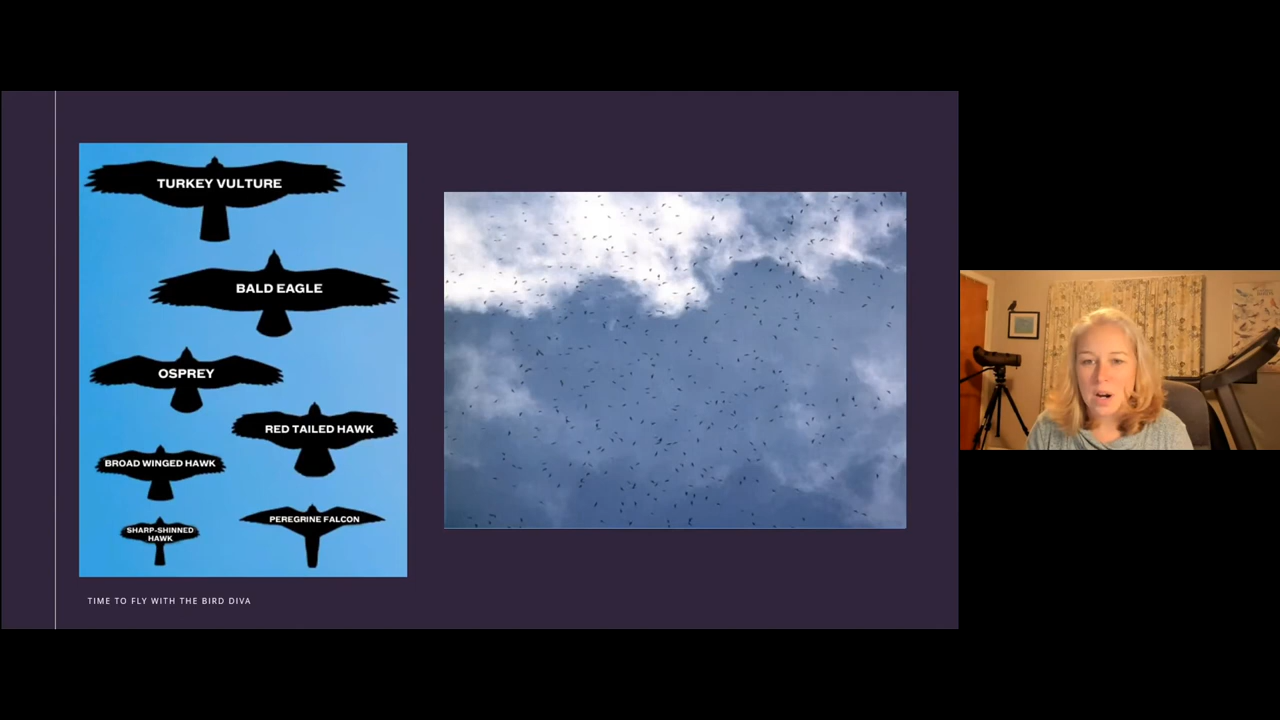 TURKEY VULTURE
BALD EAGLE
OSPREY
RED TAILED HAWK
BROAD WINGED HAWK
PEREGRINE FALCON
SHARP-SHINNED
HAWK
TIME TO FLY WITH THE BIRD DIVA